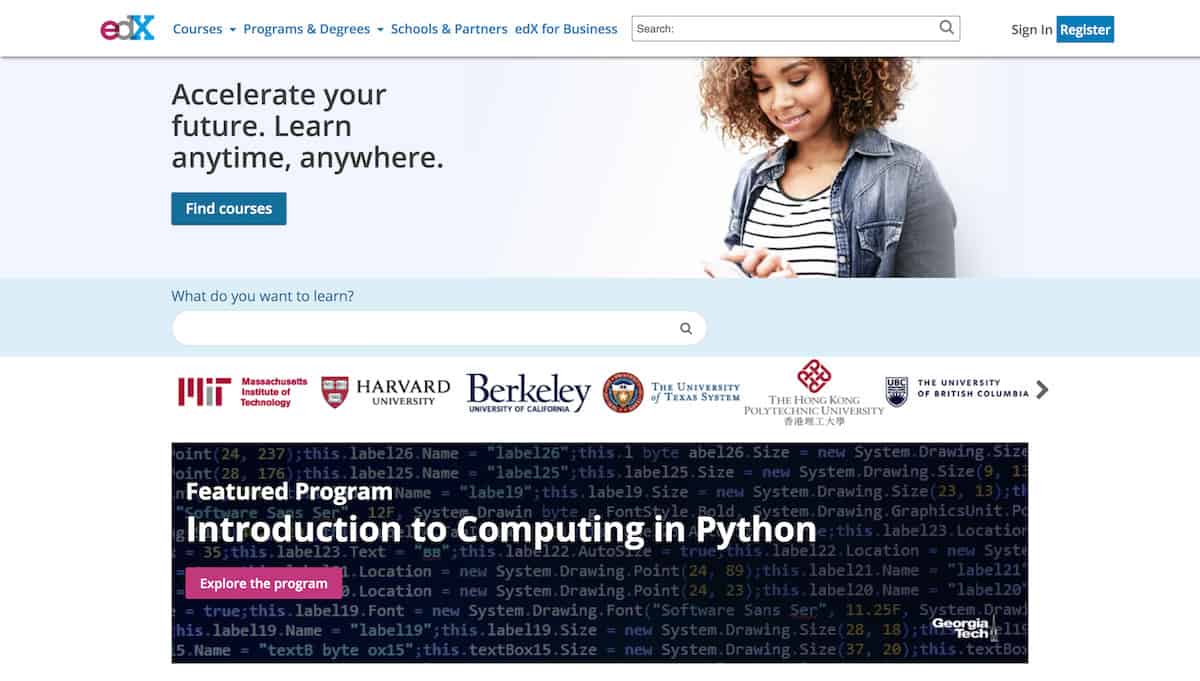 edX
Courses
Programs & Degrees
Schools & Partners
edX for Business
Search:
Sign In
Register
Accelerate your
future. Learn
anytime, anywhere.
Find courses
What do you want to learn?
MIT
Massachusetts
Institute of
Technology
HARVARD
UNIVERSITY
Berkeley
UNIVERSITY OF CALIFORNIA
THE UNIVERSITY
of TEXAS SYSTEM
THE HONG KONG
POLYTECHNIC UNIVERSITY
香港理工大學
UBC
THE UNIVERSITY
OF BRITISH COLUMBIA
oint(24, 237);this.label26.Name = "label26";this.l byte abel26.Size = new System.Drawing.Size
Point(28, 176);this.label25.Name = "label25";this.label25.Size = new System.Drawing.Size(9, 13
Featured Program
Name = "label9";this.label9.Size = new System.Drawing.Size(23, 13);th
"Software Sans Ser" 12F, System.Drawin byte g.FontStyle.Bold, System.Drawing.GraphicsUnit.Po
Introduction to Computing in Python
;this.label23.Location
= 35;this.label23.Text = "ss";this.label22.AutoSize = true;this.label22.Location = new Syste
1.Location = new System.Drawing.Point(24, 89);this.label21.Name = "label21"
Explore the program
0.Location = new System.Drawing.Point(24, 23);this.label20.Name = "label20"
= true;this.label19.Font = new System.Drawing.Font("Software Sans Ser", 11.25F, System.Drawi
his.label19.Name = "label19";this.label19.Size = new System.Drawing.Size(28, 18);
5.Name = "textB byte ox15";this.textBox15.Size = new System.Drawing.Size(37, 20);this.textBo
Georgia
Tech